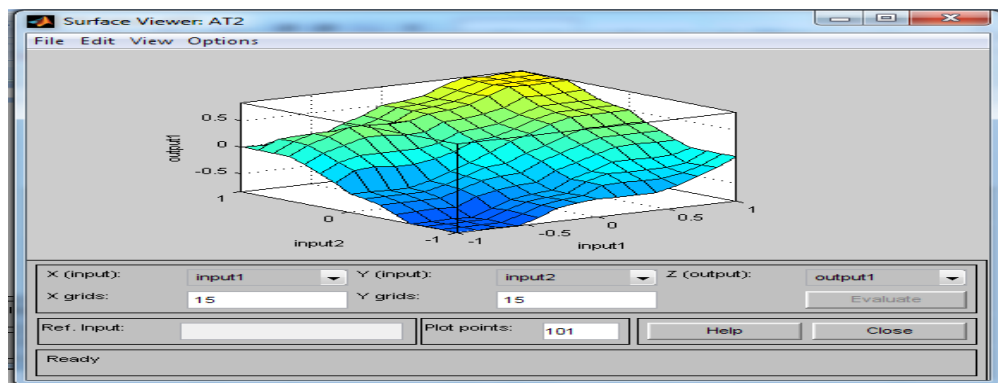 Surface Viewer: AT2
File Edit View Options
0.5
0
-0.5
output1
1
0
-1
input2
-1
-0.5
0
0.5
1
input1
X (input): input1 Y (input): input2 Z (output): output1
X grids: 15 Y grids: 15 Evaluate
Ref. Input: Plot points: 101 Help Close
Ready